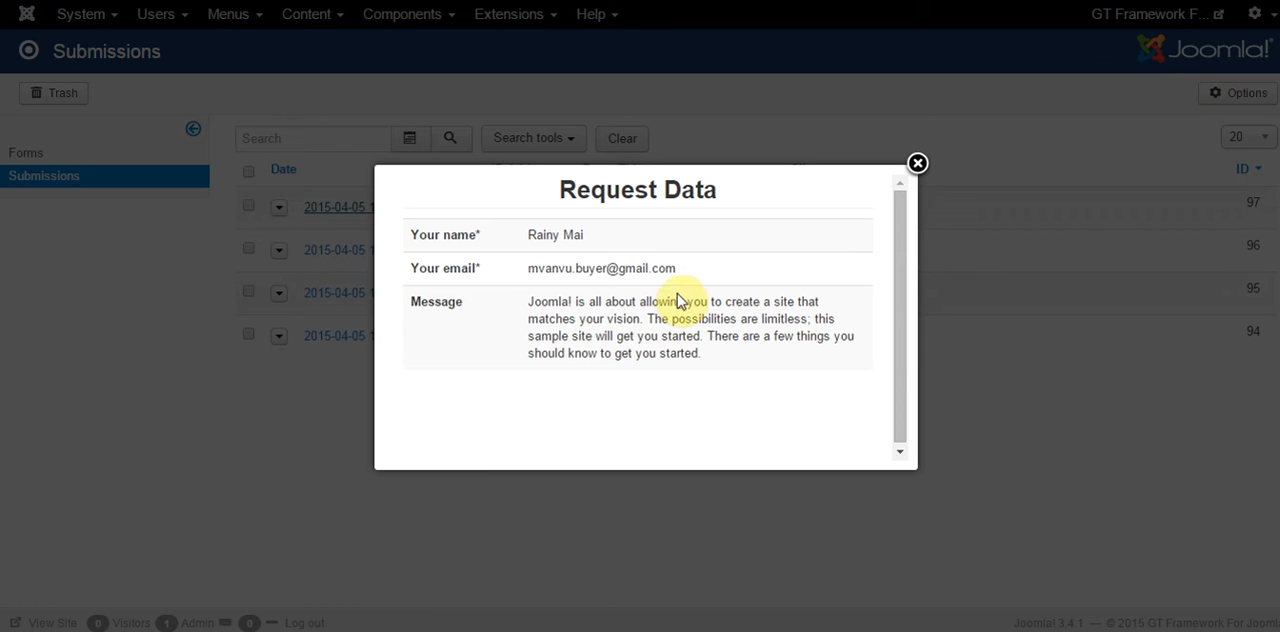 System Users Menus Content Components Extensions Help GT Framework F...
Submissions Joomla!
Trash Options
Search Search tools Clear 20
Forms
Submissions
Date ID
2015-04-05 97
2015-04-05 96
2015-04-05 95
2015-04-05 94
Request Data
Your name* Rainy Mai
Your email* mvanvu.buyer@gmail.com
Message Joomla! is all about allowing you to create a site that
matches your vision. The possibilities are limitless; this
sample site will get you started. There are a few things you
should know to get you started.
View Site 0 Visitors 1 Admin 0 Log out Joomla! 3.4.1 — © 2015 GT Framework For Jooml